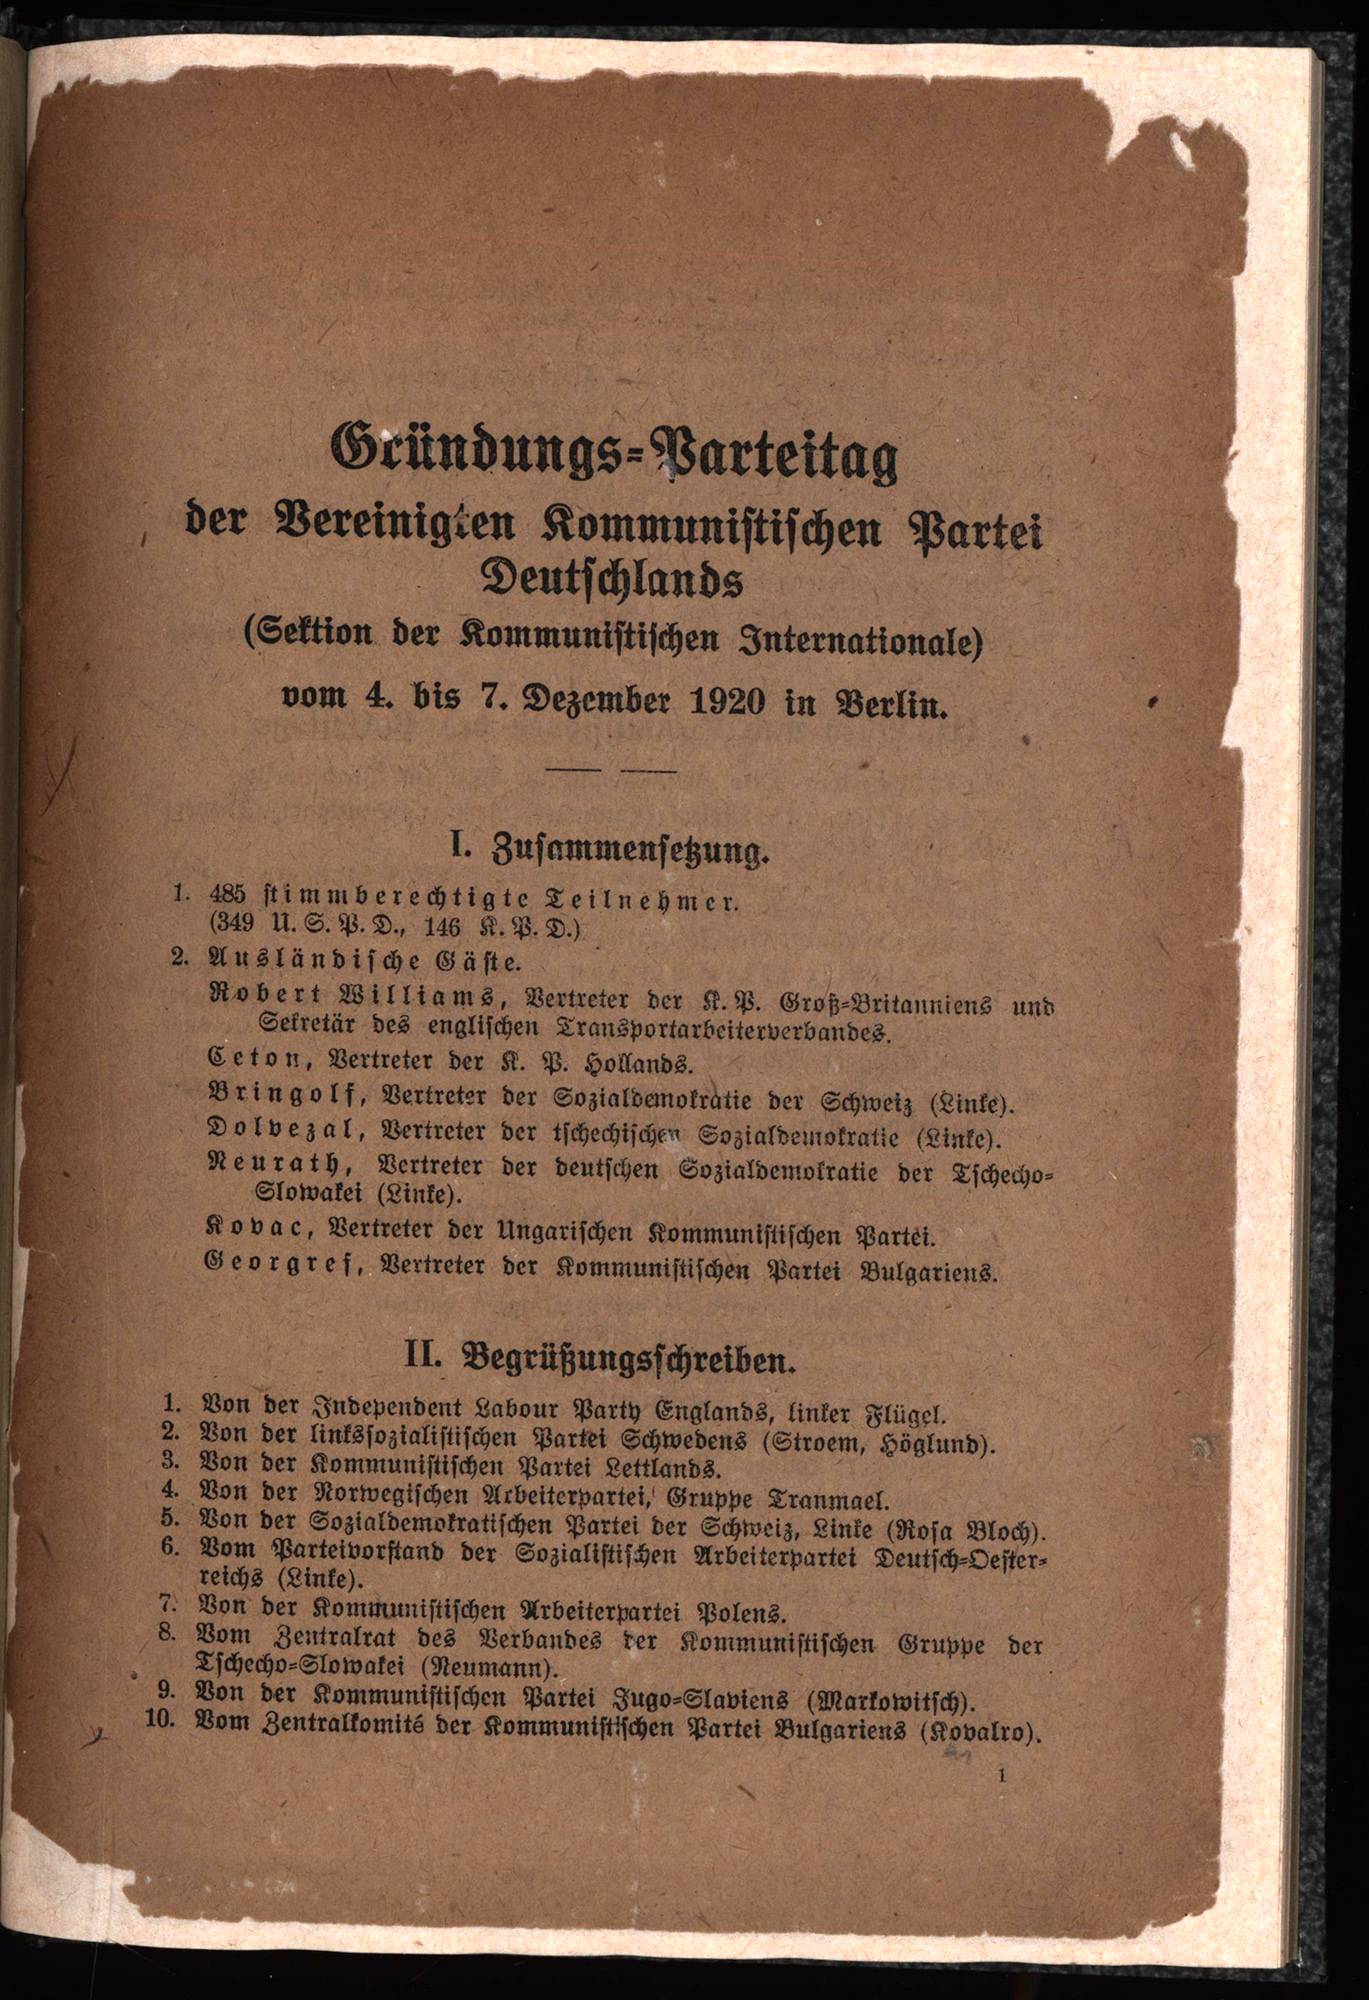 Gründungs-Parteitag
der Vereinigten Kommunistischen Partei
Deutschlands
(Sektion der Kommunistischen Internationale)
vom 4. bis 7. Dezember 1920 in Berlin.
I. Zusammensetzung.
1. 485 stimmberechtigte Teilnehmer.
(349 U. S. P. D., 146 K. P. D.)
2. Ausländische Gäste.
Robert Williams, Vertreter der K. P. Groß-Britanniens und
Sekretär des englischen Transportarbeiterverbandes.
Ceton, Vertreter der K. P. Hollands.
Bringolf, Vertreter der Sozialdemokratie der Schweiz (Linke).
Dolvezal, Vertreter der tschechischen Sozialdemokratie (Linke).
Neurath, Vertreter der deutschen Sozialdemokratie der Tschecho-
Slowakei (Linke).
Kovac, Vertreter der Ungarischen Kommunistischen Partei.
Georgref, Vertreter der Kommunistischen Partei Bulgariens.
II. Begrüßungsschreiben.
1. Von der Independent Labour Party Englands, linker Flügel.
2. Von der linkssozialistischen Partei Schwedens (Stroem, Höglund).
3. Von der Kommunistischen Partei Lettlands.
4. Von der Norwegischen Arbeiterpartei, Gruppe Tranmael.
5. Von der Sozialdemokratischen Partei der Schweiz, Linke (Rosa Bloch).
6. Vom Parteivorstand der Sozialistischen Arbeiterpartei Deutsch-Oester-
reichs (Linke).
7. Von der Kommunistischen Arbeiterpartei Polens.
8. Vom Zentralrat des Verbandes der Kommunistischen Gruppe der
Tschecho-Slowakei (Neumann).
9. Von der Kommunistischen Partei Jugo-Slaviens (Markowitsch).
10. Vom Zentralkomité der Kommunistischen Partei Bulgariens (Kovalro).
1